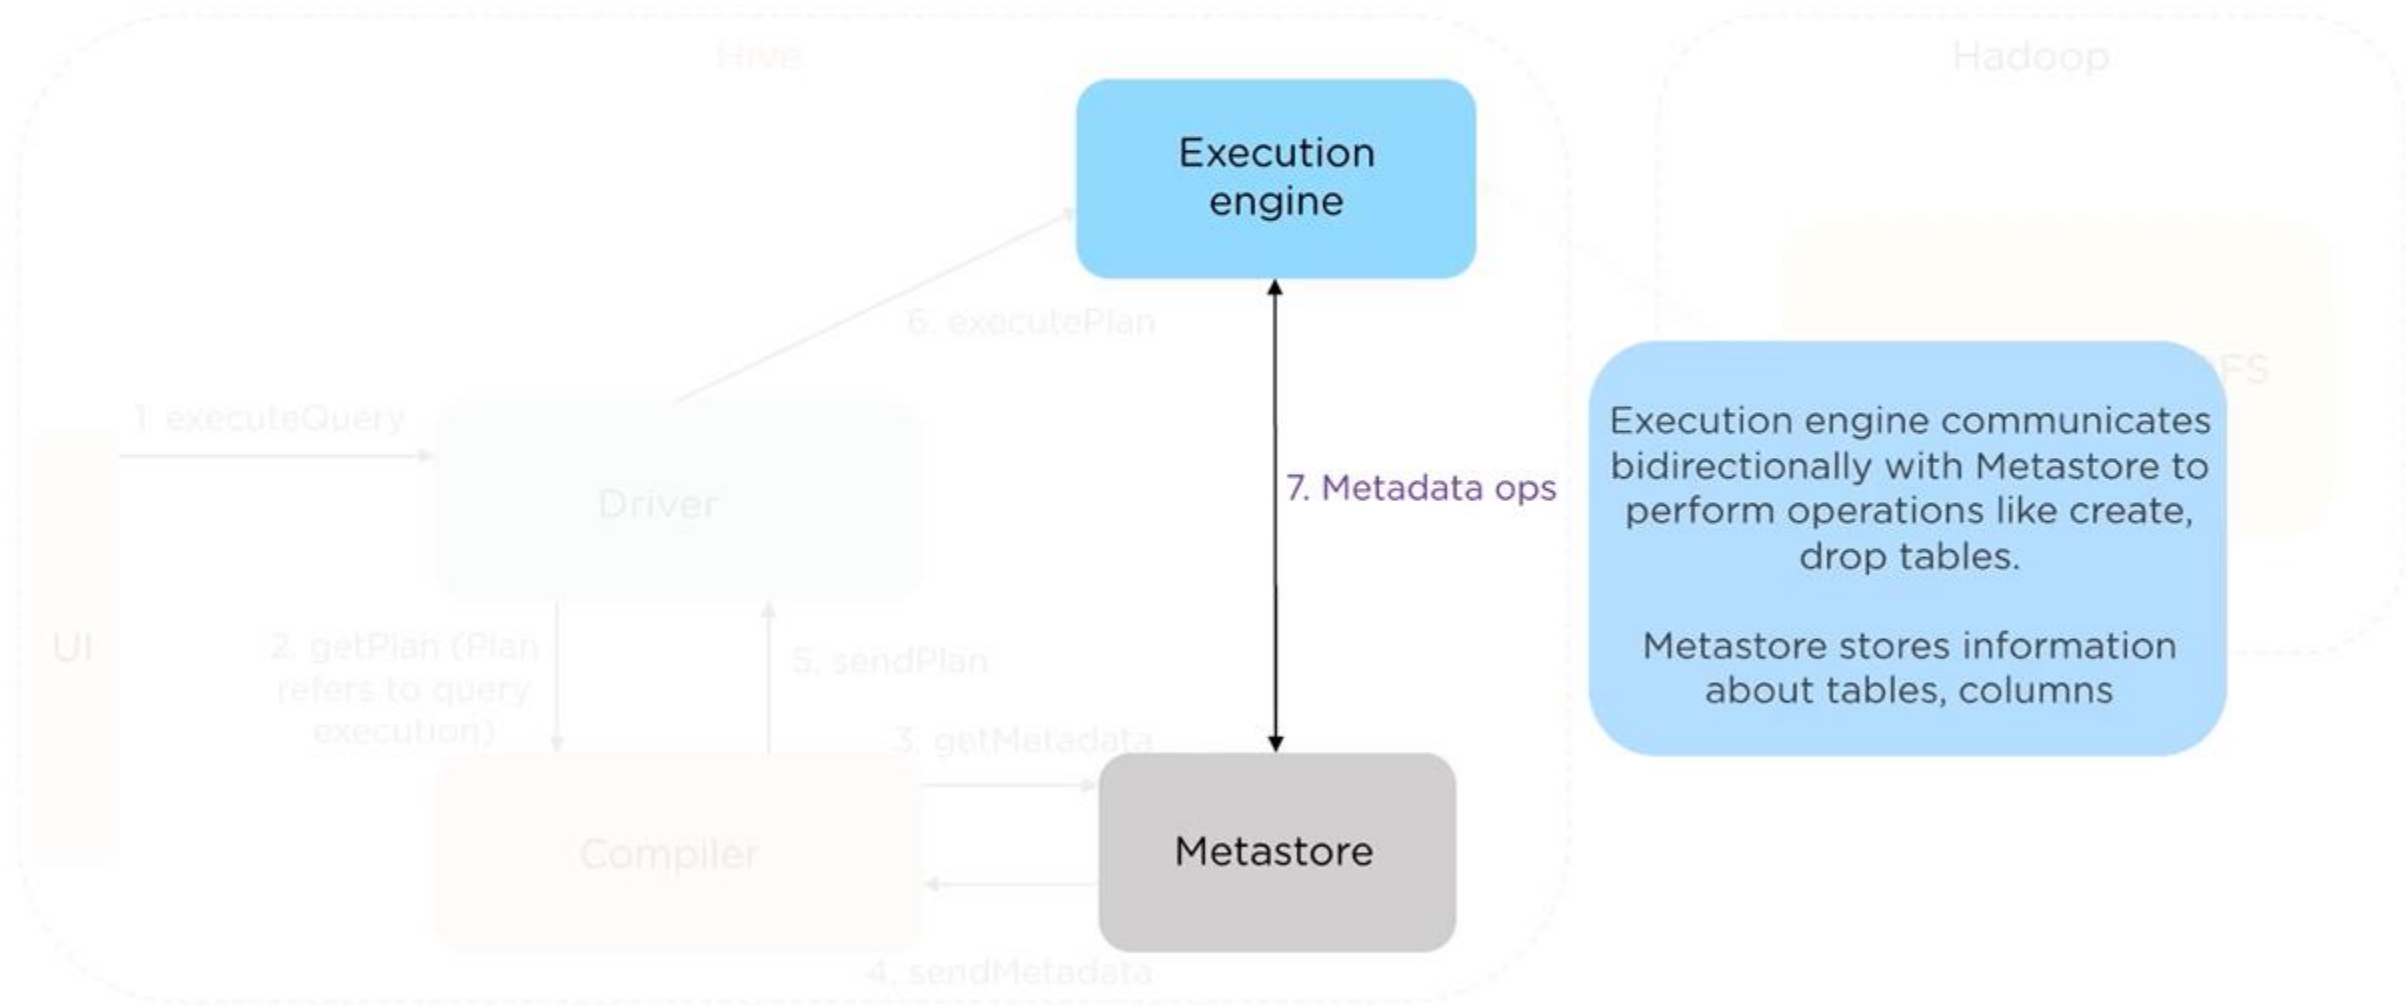 Hive
Hadoop
Execution
engine
6. executePlan
1. executeQuery
FS
Execution engine communicates
bidirectionally with Metastore to
perform operations like create,
drop tables.
Metastore stores information
about tables, columns
7. Metadata ops
Driver
UI
2. getPlan (Plan
refers to query
execution)
5. sendPlan
3. getMetadata
Compiler
Metastore
4. sendMetadata